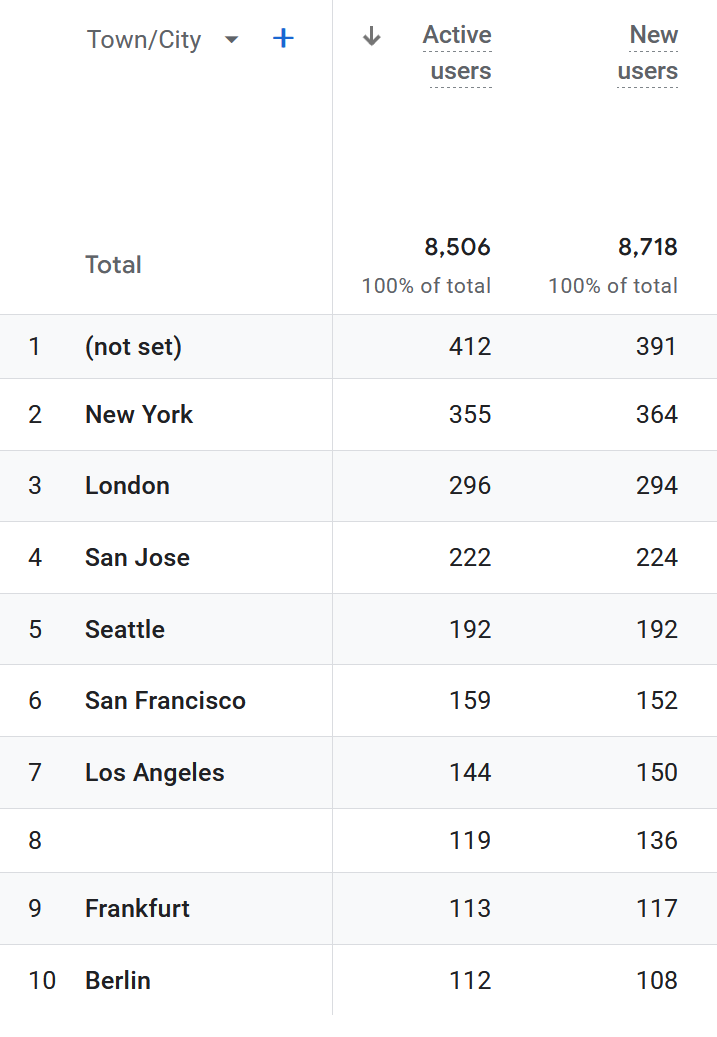 Town/City
Active users
New users
Total
8,506
8,718
100% of total
100% of total
1 (not set) 412 391
2 New York 355 364
3 London 296 294
4 San Jose 222 224
5 Seattle 192 192
6 San Francisco 159 152
7 Los Angeles 144 150
8 119 136
9 Frankfurt 113 117
10 Berlin 112 108